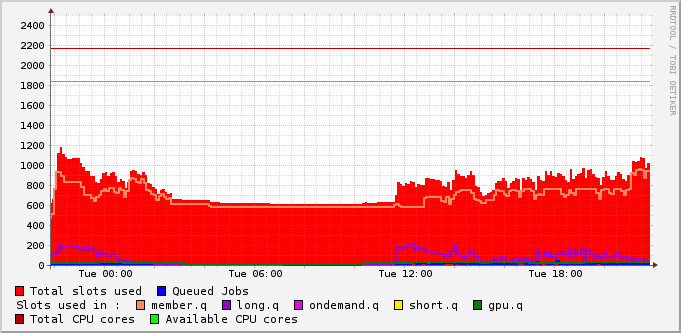 RRDTOOL / TOBI OETIKER
2400
2200
2000
1800
1600
1400
1200
1000
800
600
400
200
0
Tue 00:00 Tue 06:00 Tue 12:00 Tue 18:00
Total slots used Queued Jobs
Slots used in : member.q long.q ondemand.q short.q gpu.q
Total CPU cores Available CPU cores